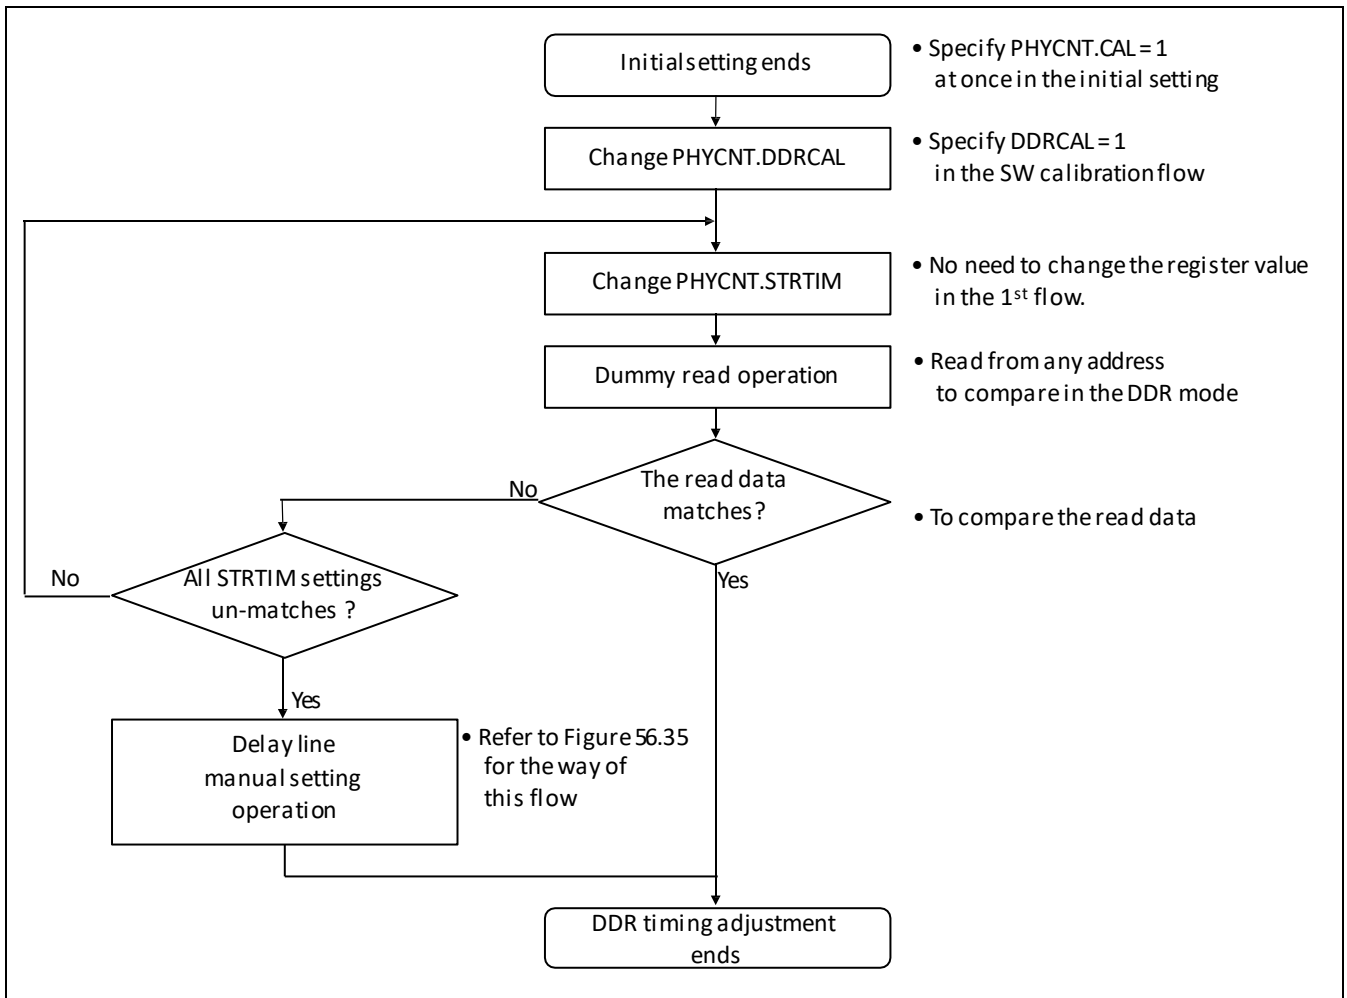 Initial setting ends
• Specify PHYCNT.CAL = 1
at once in the initial setting
Change PHYCNT.DDRCAL
• Specify DDRCAL = 1
in the SW calibration flow
Change PHYCNT.STRTIM
• No need to change the register value
in the 1st flow.
Dummy read operation
• Read from any address
to compare in the DDR mode
The read data
matches?
No
Yes
• To compare the read data
All STRTIM settings
un-matches ?
No
Yes
Delay line
manual setting
operation
• Refer to Figure 56.35
for the way of
this flow
DDR timing adjustment
ends